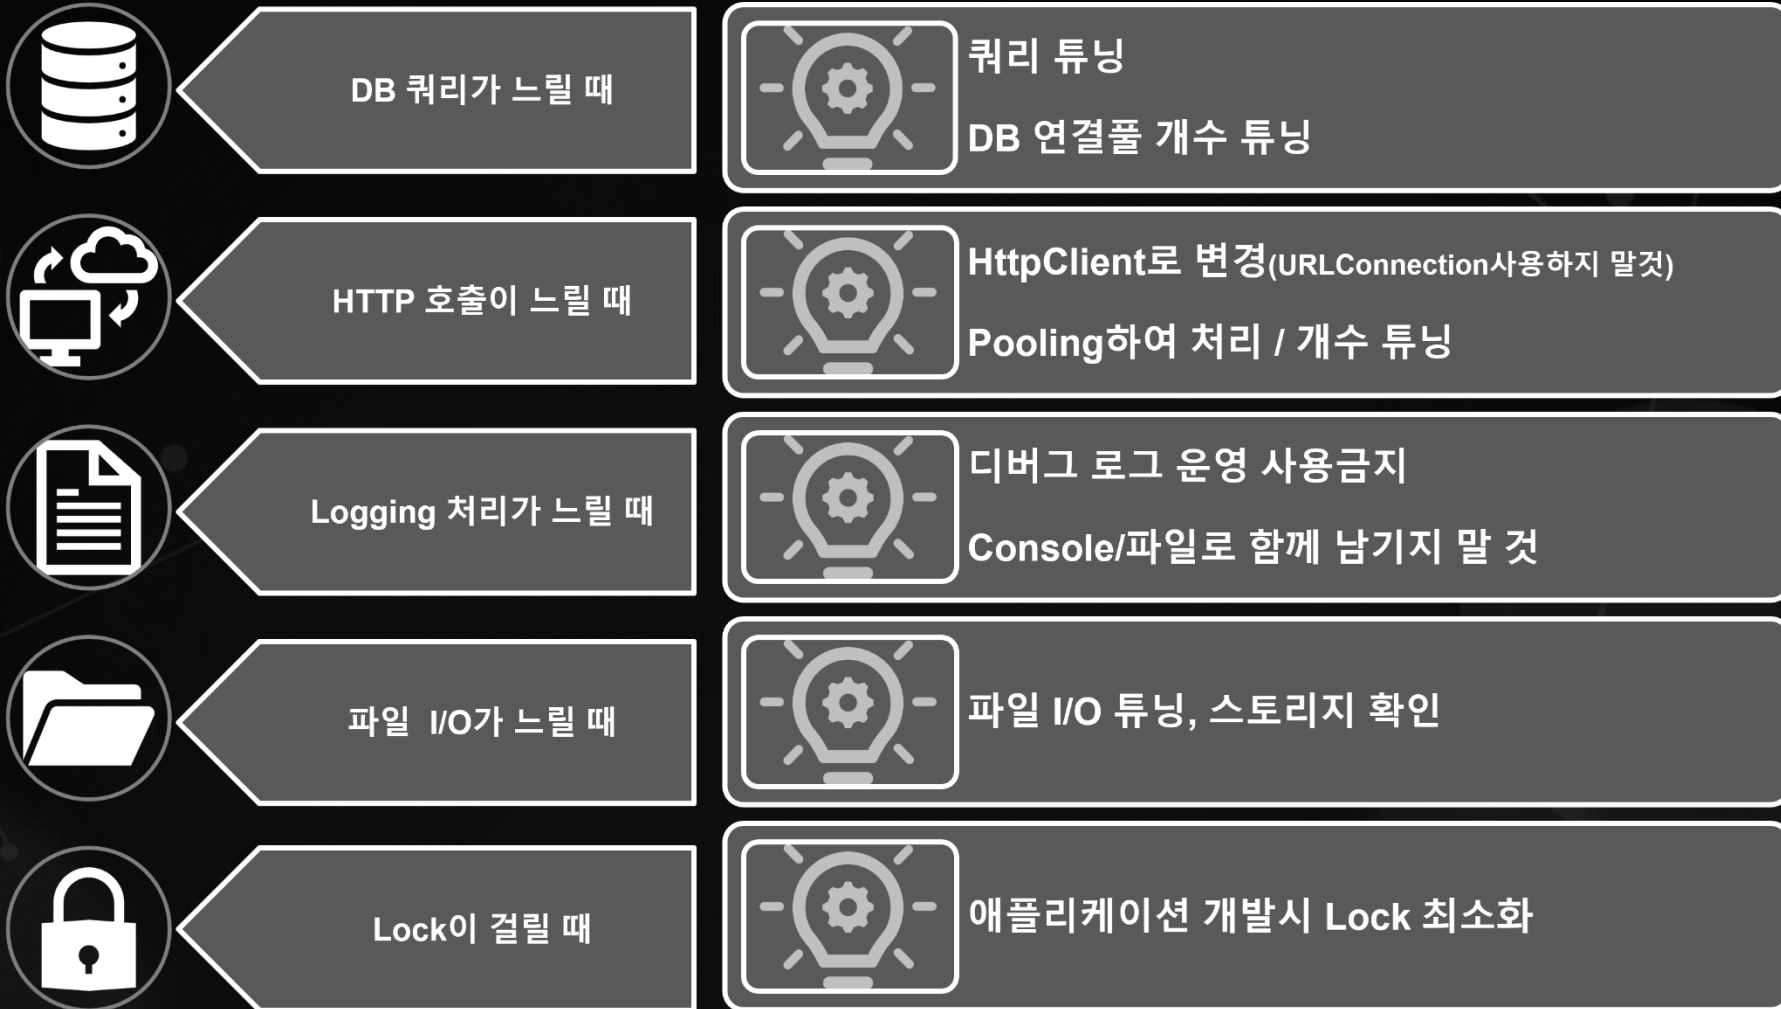 DB 쿼리가 느릴 때
쿼리 튜닝
DB 연결풀 개수 튜닝
HTTP 호출이 느릴 때
HttpClient로 변경(URLConnection사용하지 말것)
Pooling하여 처리 / 개수 튜닝
Logging 처리가 느릴 때
디버그 로그 운영 사용금지
Console/파일로 함께 남기지 말 것
파일 I/O가 느릴 때
파일 I/O 튜닝, 스토리지 확인
Lock이 걸릴 때
애플리케이션 개발시 Lock 최소화